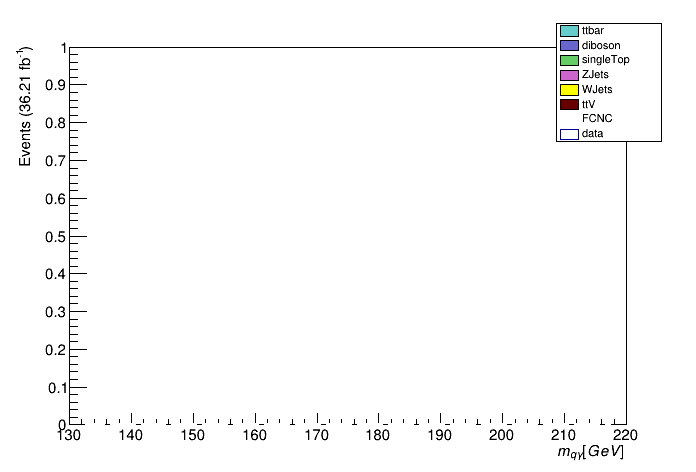 ttbar
diboson
singleTop
ZJets
WJets
ttV
FCNC
data
Events (36.21 fb⁻¹)
1
0.9
0.8
0.7
0.6
0.5
0.4
0.3
0.2
0.1
0
130 140 150 160 170 180 190 200 210 220
m_qγ[GeV]